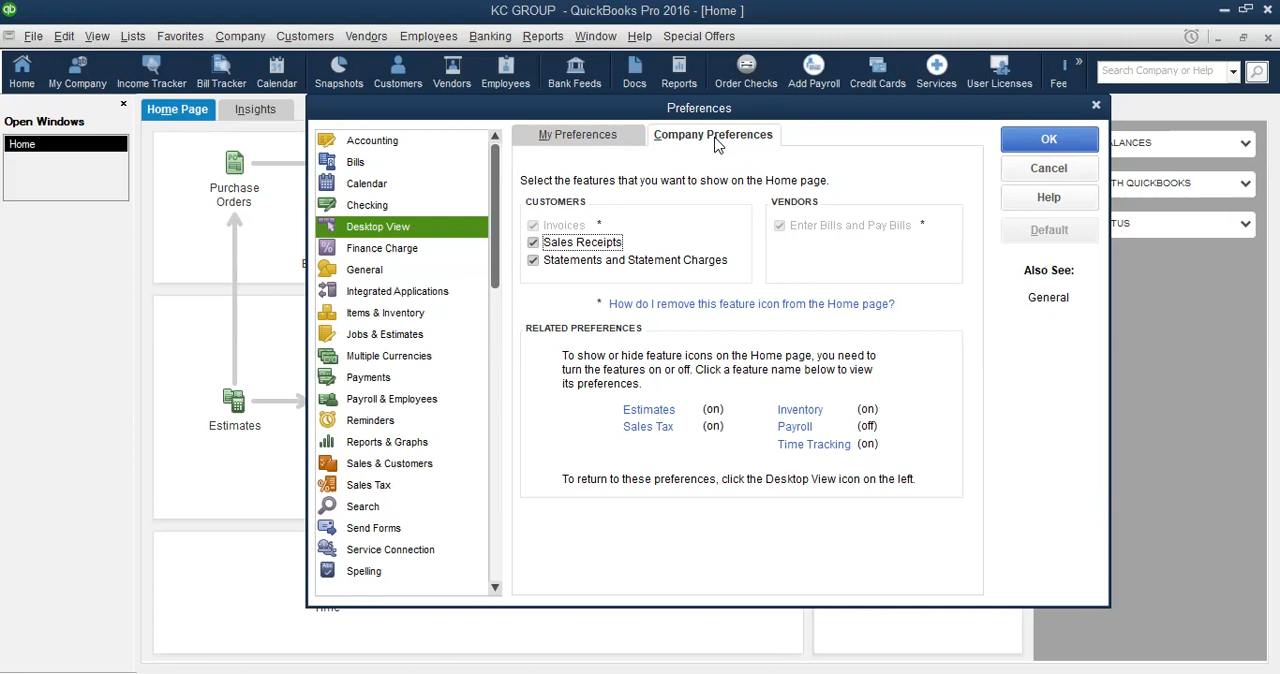 qb
KC GROUP - QuickBooks Pro 2016 - [Home ]
File Edit View Lists Favorites Company Customers Vendors Employees Banking Reports Window Help Special Offers
Home My Company Income Tracker Bill Tracker Calendar Snapshots Customers Vendors Employees Bank Feeds Docs Reports Order Checks Add Payroll Credit Cards Services User Licenses Fee » Search Company or Help
Open Windows
Home
Home Page Insights
Purchase
Orders
Estimates
Time
Preferences
Accounting
Bills
Calendar
Checking
Desktop View
Finance Charge
General
Integrated Applications
Items & Inventory
Jobs & Estimates
Multiple Currencies
Payments
Payroll & Employees
Reminders
Reports & Graphs
Sales & Customers
Sales Tax
Search
Send Forms
Service Connection
Spelling
My Preferences Company Preferences
Select the features that you want to show on the Home page.
CUSTOMERS
Invoices *
Sales Receipts
Statements and Statement Charges
VENDORS
Enter Bills and Pay Bills *
* How do I remove this feature icon from the Home page?
RELATED PREFERENCES
To show or hide feature icons on the Home page, you need to
turn the features on or off. Click a feature name below to view
its preferences.
Estimates (on) Inventory (on)
Sales Tax (on) Payroll (off)
Time Tracking (on)
To return to these preferences, click the Desktop View icon on the left.
OK
Cancel
Help
Default
Also See:
General
ALANCES
TH QUICKBOOKS
TUS